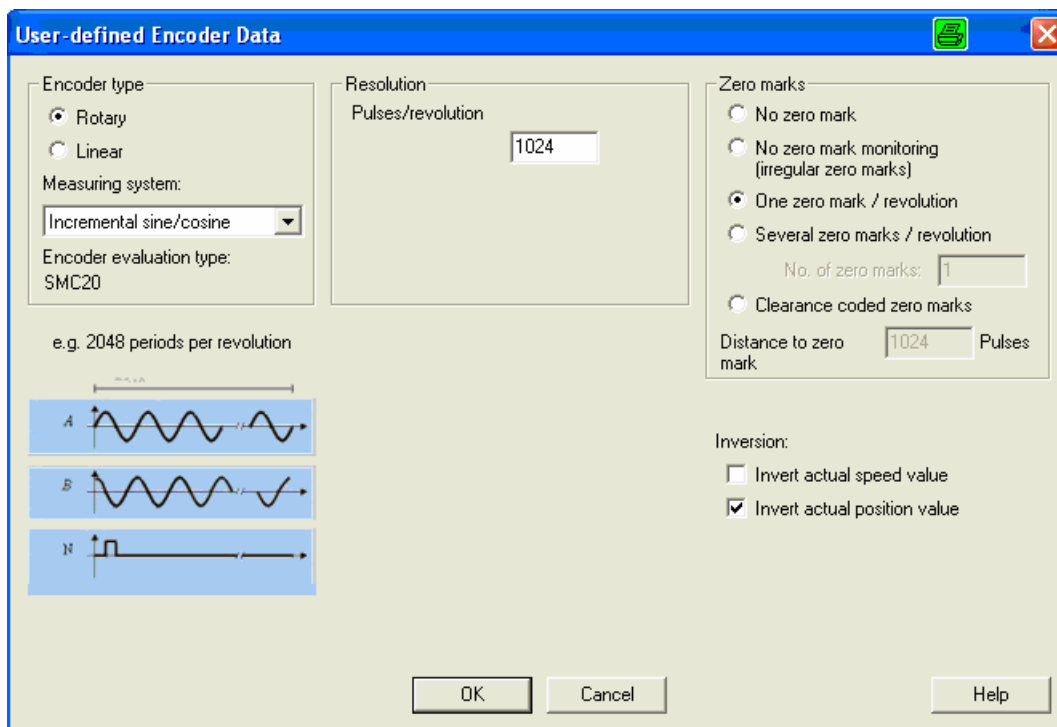 User-defined Encoder Data
Encoder type
Rotary
Linear
Measuring system:
Incremental sine/cosine
Encoder evaluation type:
SMC20
Resolution
Pulses/revolution
1024
Zero marks
No zero mark
No zero mark monitoring
(irregular zero marks)
One zero mark / revolution
Several zero marks / revolution
No. of zero marks: 1
Clearance coded zero marks
Distance to zero
mark
1024 Pulses
e.g. 2048 periods per revolution
A
B
N
Inversion:
Invert actual speed value
Invert actual position value
OK
Cancel
Help